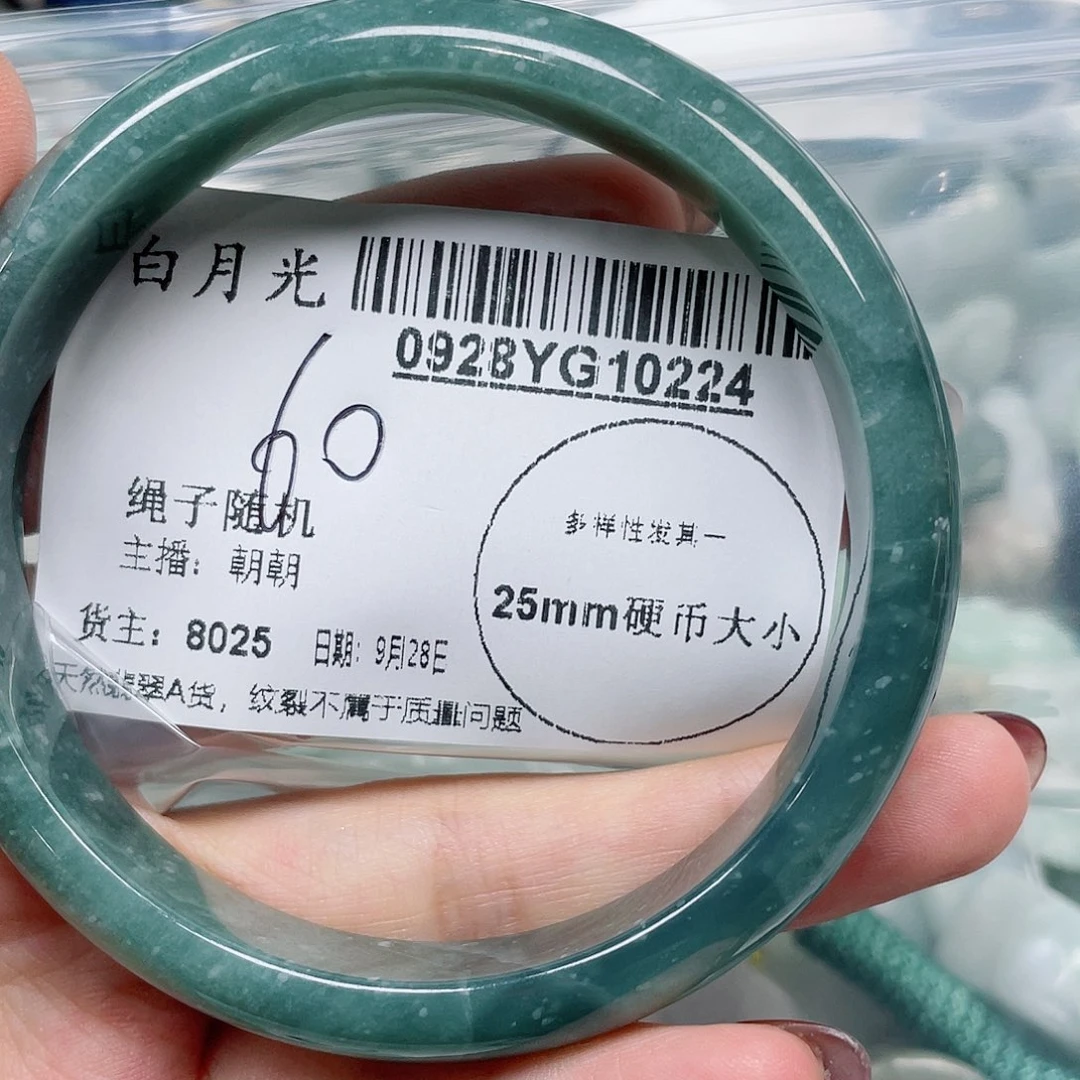 白月光
0928YG10224
60
绳子随机
主播：朝朝
货主：8025 日期：9月28日
天然翡翠A货，纹裂不属于质量问题
多样性发其一
25mm硬币大小